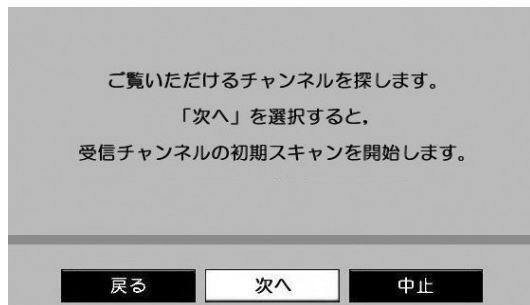 ご覧いただけるチャンネルを探します。
「次へ」を選択すると，
受信チャンネルの初期スキャンを開始します。
戻る 次へ 中止